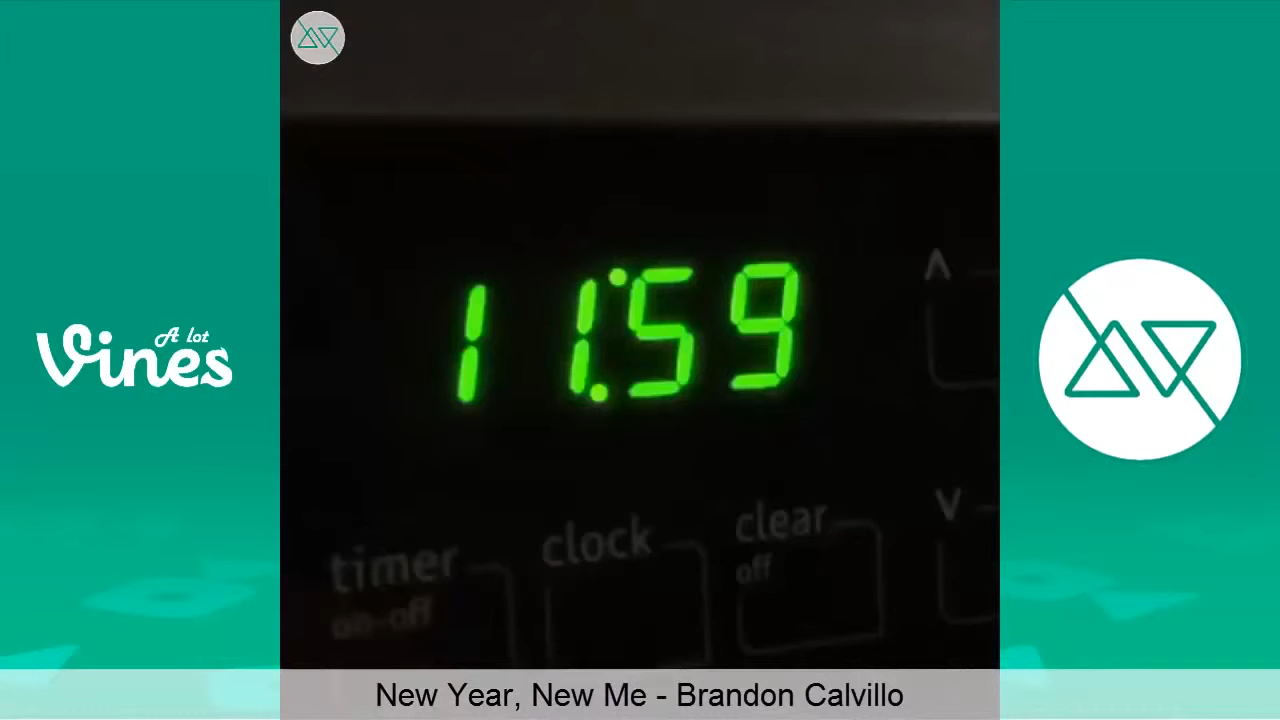 A lot
Vines
11:59
timer
on-off
clock
clear
off
New Year, New Me - Brandon Calvillo